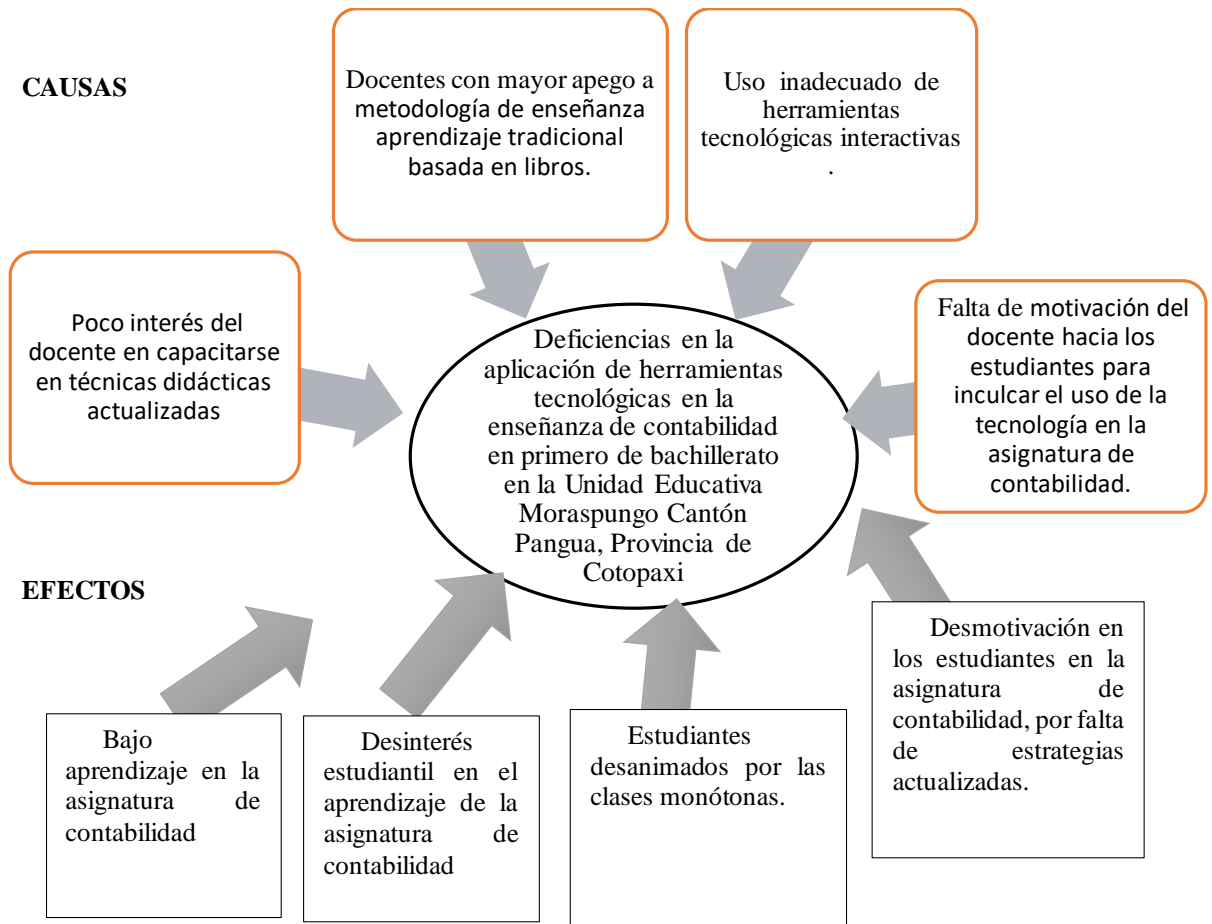 CAUSAS
Docentes con mayor apego a
metodología de enseñanza
aprendizaje tradicional
basada en libros.
Uso inadecuado de
herramientas
tecnológicas interactivas
.
Poco interés del
docente en capacitarse
en técnicas didácticas
actualizadas
Deficiencias en la
aplicación de herramientas
tecnológicas en la
enseñanza de contabilidad
en primero de bachillerato
en la Unidad Educativa
Moraspungo Cantón
Pangua, Provincia de
Cotopaxi
Falta de motivación del
docente hacia los
estudiantes para
inculcar el uso de la
tecnología en la
asignatura de
contabilidad.
EFECTOS
Bajo
aprendizaje en la
asignatura de
contabilidad
Desinterés
estudiantil en el
aprendizaje de la
asignatura de
contabilidad
Estudiantes
desanimados por las
clases monótonas.
Desmotivación en
los estudiantes en la
asignatura de
contabilidad, por falta
de estrategias
actualizadas.